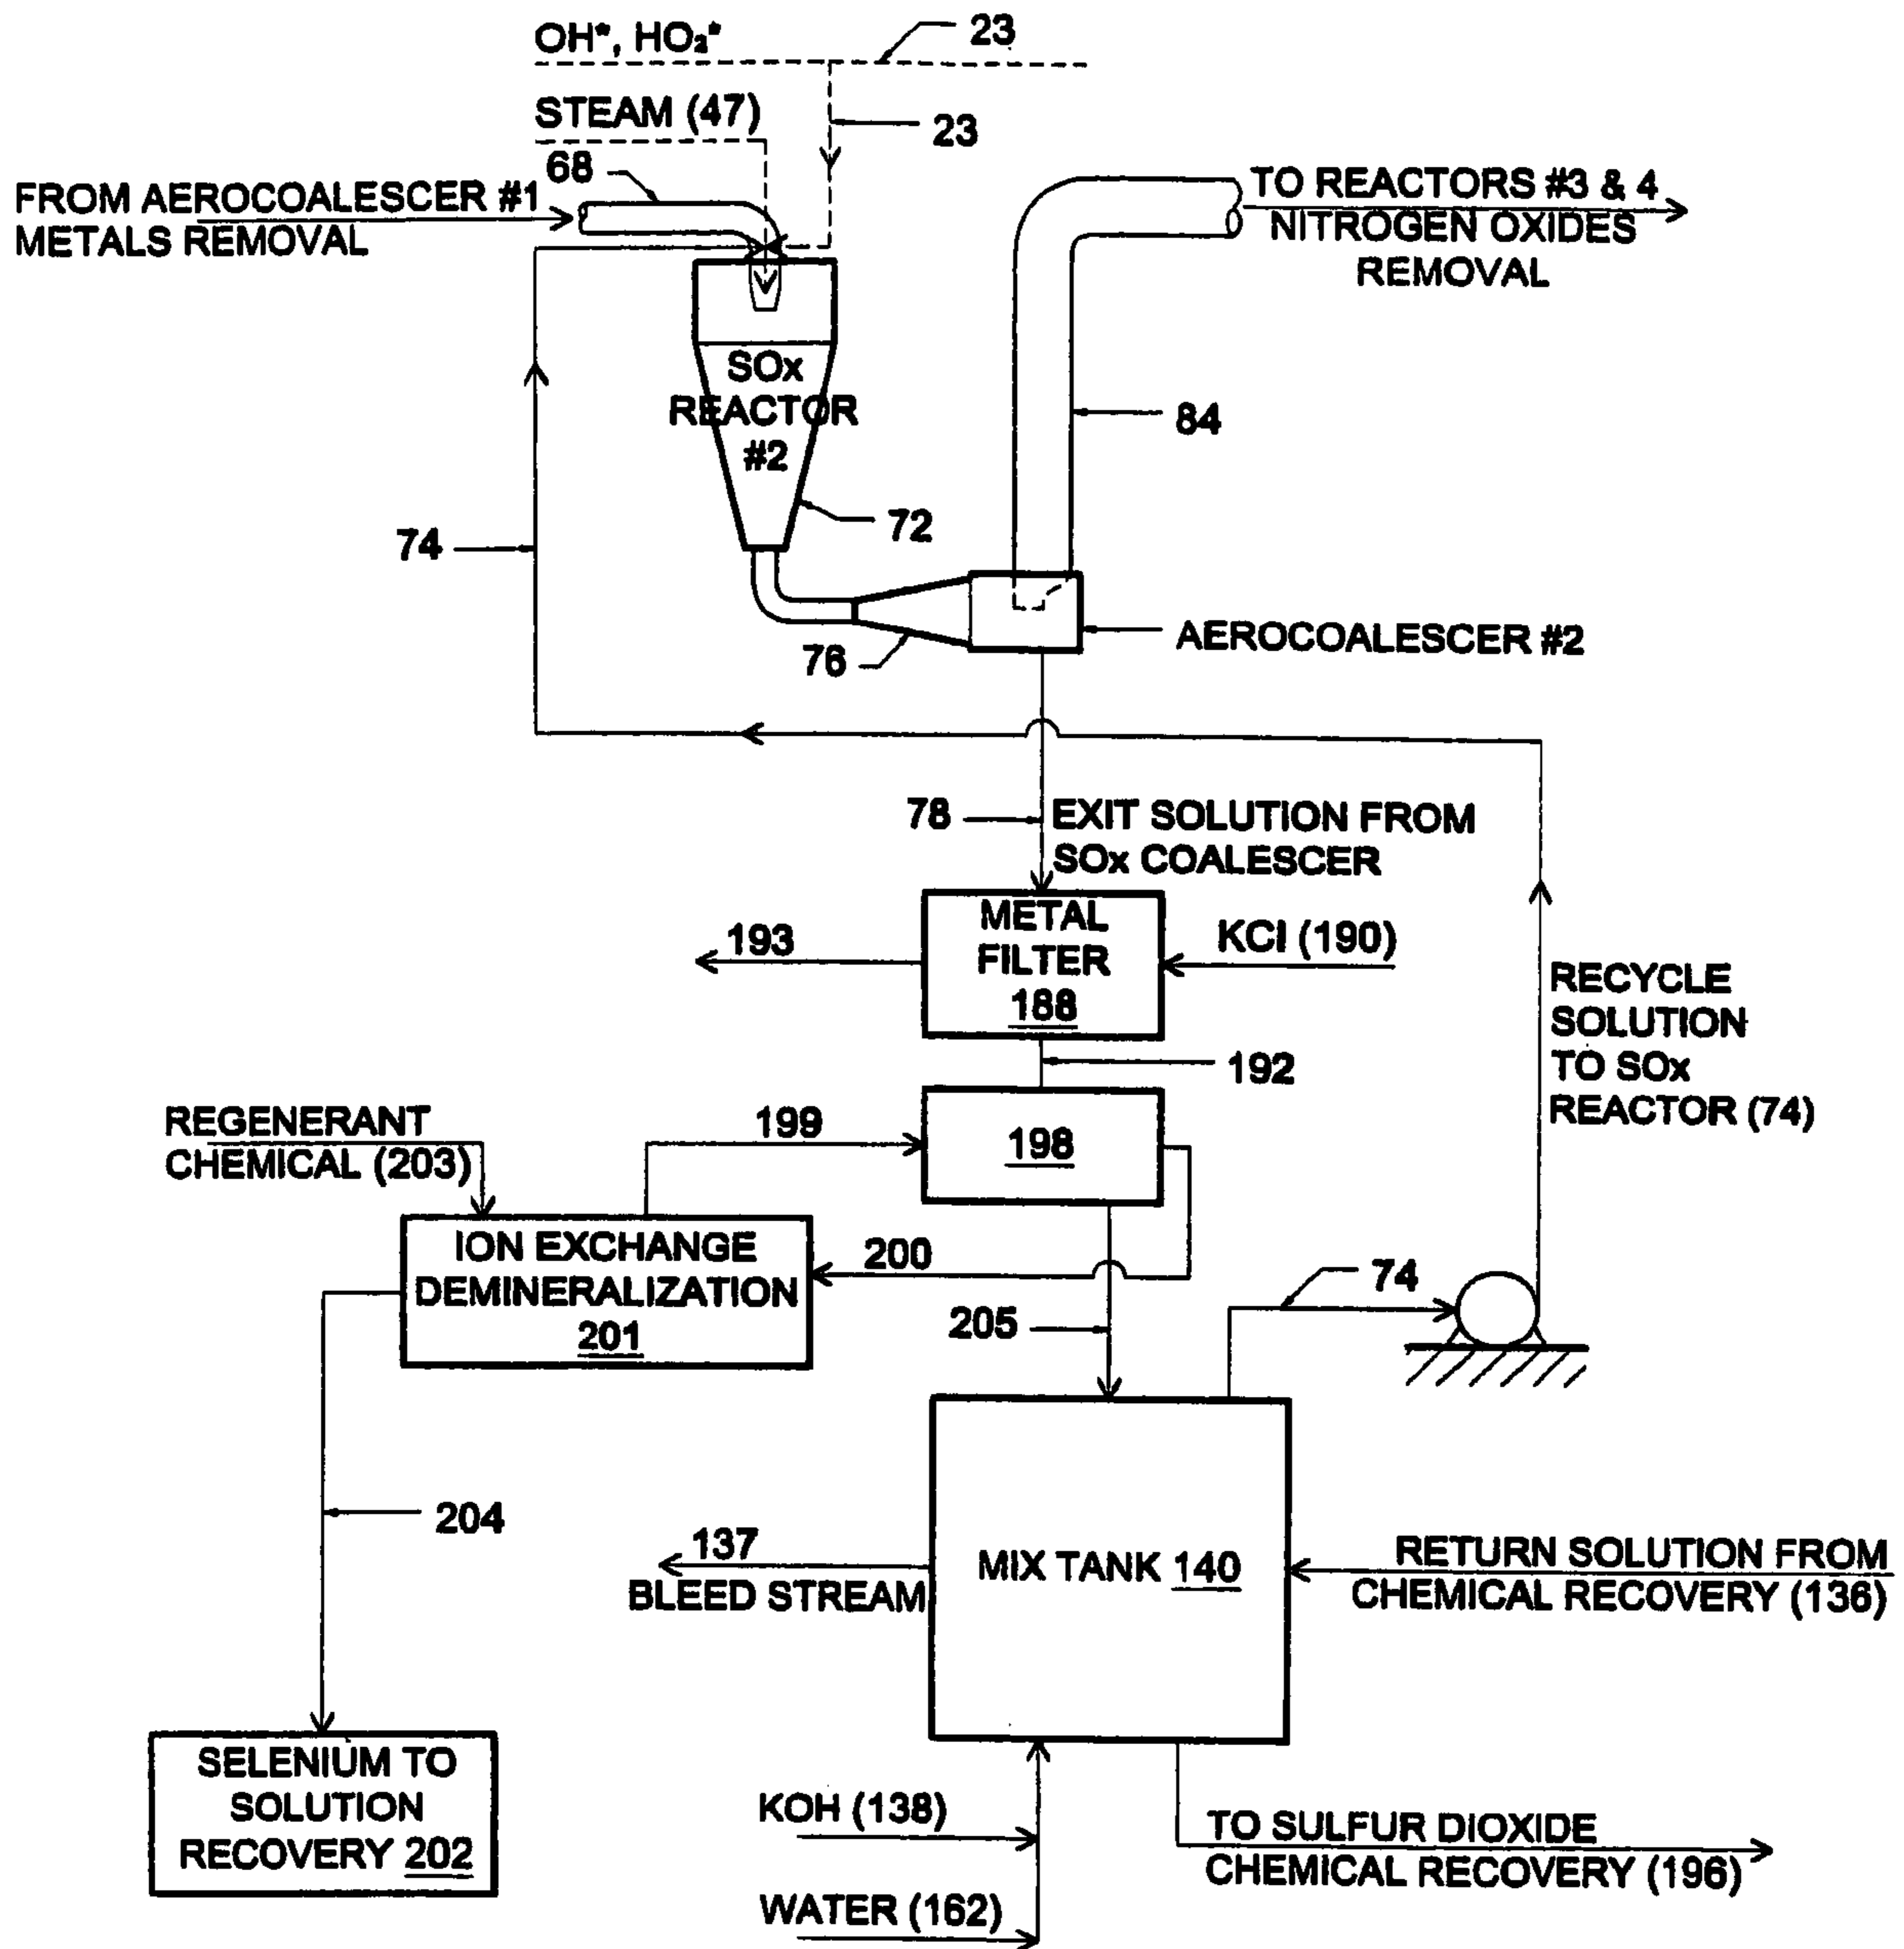 OH*, HO₂*
23
STEAM (47)
23
68
FROM AEROCOALESCER #1
METALS REMOVAL
TO REACTORS #3 & 4
NITROGEN OXIDES
REMOVAL
SOx
REACTOR
#2
84
72
74
76
AEROCOALESCER #2
78
EXIT SOLUTION FROM
SOx COALESCER
METAL
FILTER
188
193
KCl (190)
RECYCLE
SOLUTION
TO SOx
REACTOR (74)
192
REGENERANT
CHEMICAL (203)
199
198
ION EXCHANGE
DEMINERALIZATION
201
200
74
205
204
137
BLEED STREAM
MIX TANK 140
RETURN SOLUTION FROM
CHEMICAL RECOVERY (136)
SELENIUM TO
SOLUTION
RECOVERY 202
KOH (138)
TO SULFUR DIOXIDE
CHEMICAL RECOVERY (196)
WATER (162)